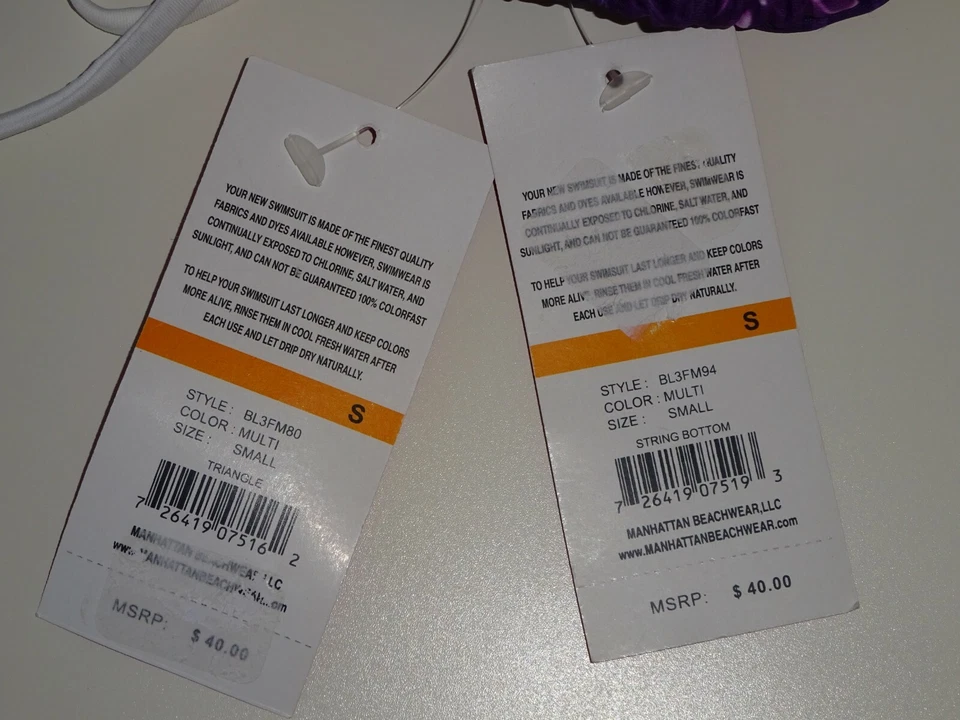 YOUR NEW SWIMSUIT IS MADE OF THE FINEST QUALITY
FABRICS AND DYES AVAILABLE HOWEVER, SWIMWEAR IS
CONTINUALLY EXPOSED TO CHLORINE, SALT WATER, AND
SUNLIGHT, AND CAN NOT BE GUARANTEED 100% COLORFAST
TO HELP YOUR SWIMSUIT LAST LONGER AND KEEP COLORS
MORE ALIVE, RINSE THEM IN COOL FRESH WATER AFTER
EACH USE AND LET DRIP DRY NATURALLY.
S
STYLE : BL3FM80
COLOR : MULTI
SIZE : SMALL
TRIANGLE
7 26419 07516 2
MANHATTAN BEACHWEAR, LLC
www.MANHATTANBEACHWEAR.com
MSRP: $ 40.00
YOUR NEW SWIMSUIT IS MADE OF THE FINEST QUALITY
FABRICS AND DYES AVAILABLE HOWEVER, SWIMWEAR IS
CONTINUALLY EXPOSED TO CHLORINE, SALT WATER, AND
SUNLIGHT, AND CAN NOT BE GUARANTEED 100% COLORFAST
TO HELP YOUR SWIMSUIT LAST LONGER AND KEEP COLORS
MORE ALIVE, RINSE THEM IN COOL FRESH WATER AFTER
EACH USE AND LET DRIP DRY NATURALLY.
S
STYLE : BL3FM94
COLOR : MULTI
SIZE : SMALL
STRING BOTTOM
7 26419 07519 3
MANHATTAN BEACHWEAR,LLC
www.MANHATTANBEACHWEAR.com
MSRP: $ 40.00